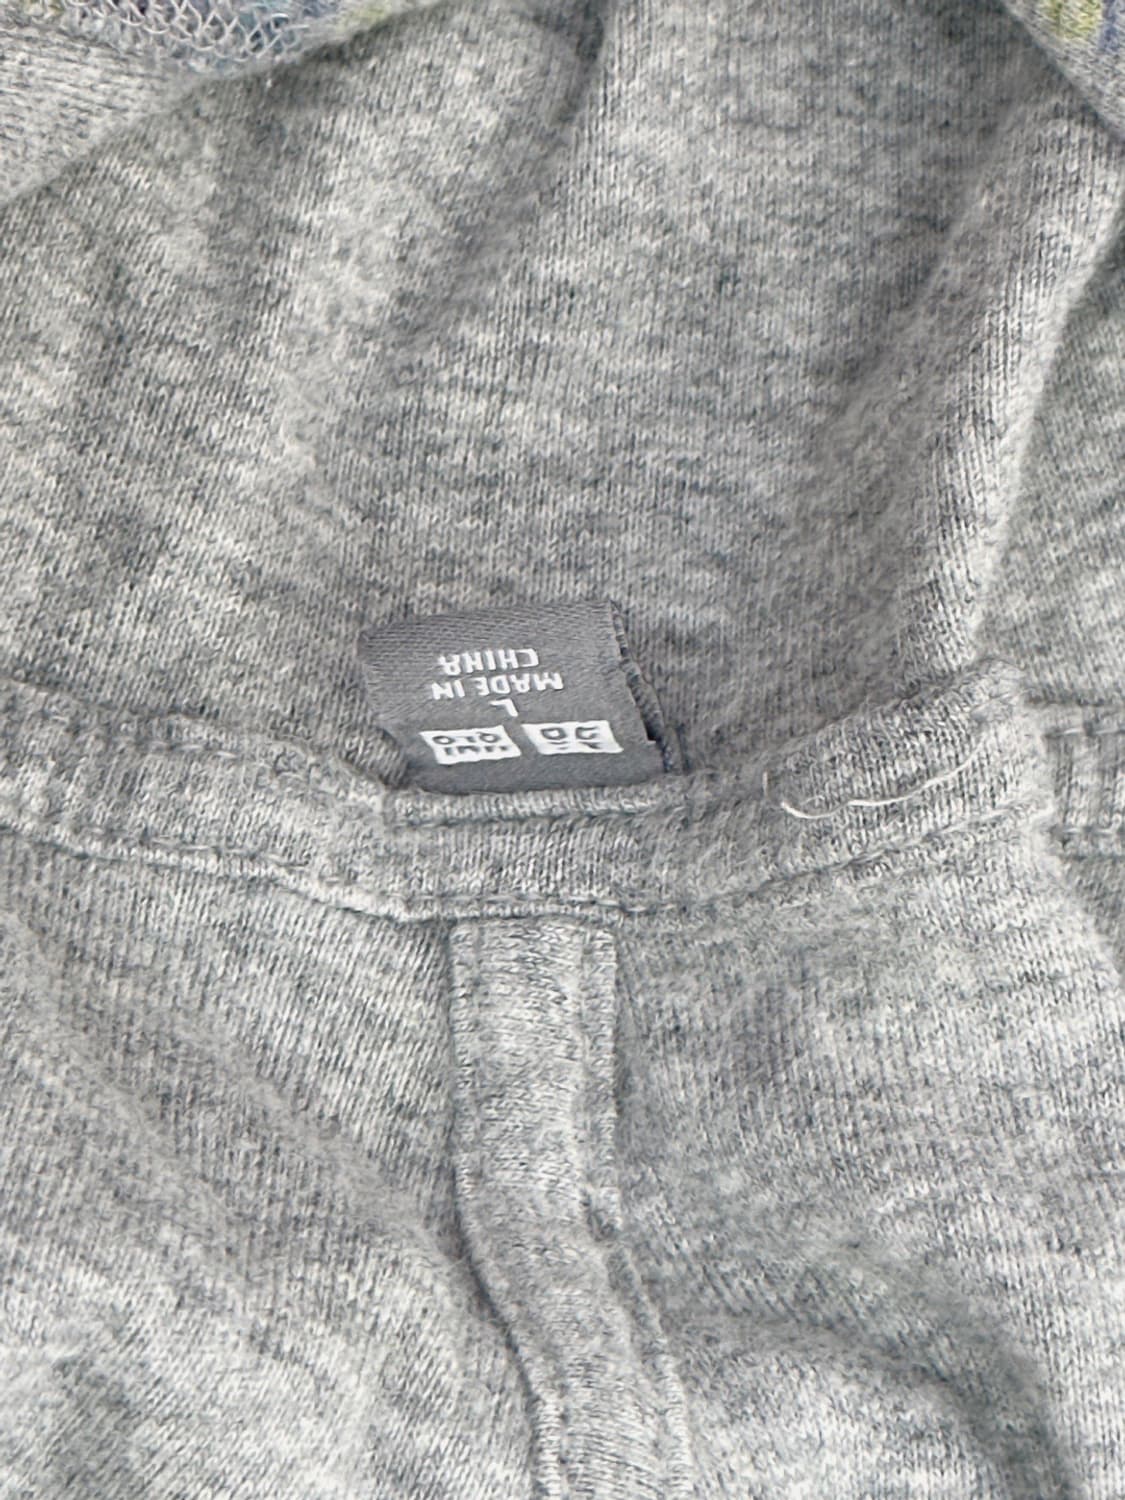 ユニ
クロ
UNI
QLO
L
MADE IN
CHINA